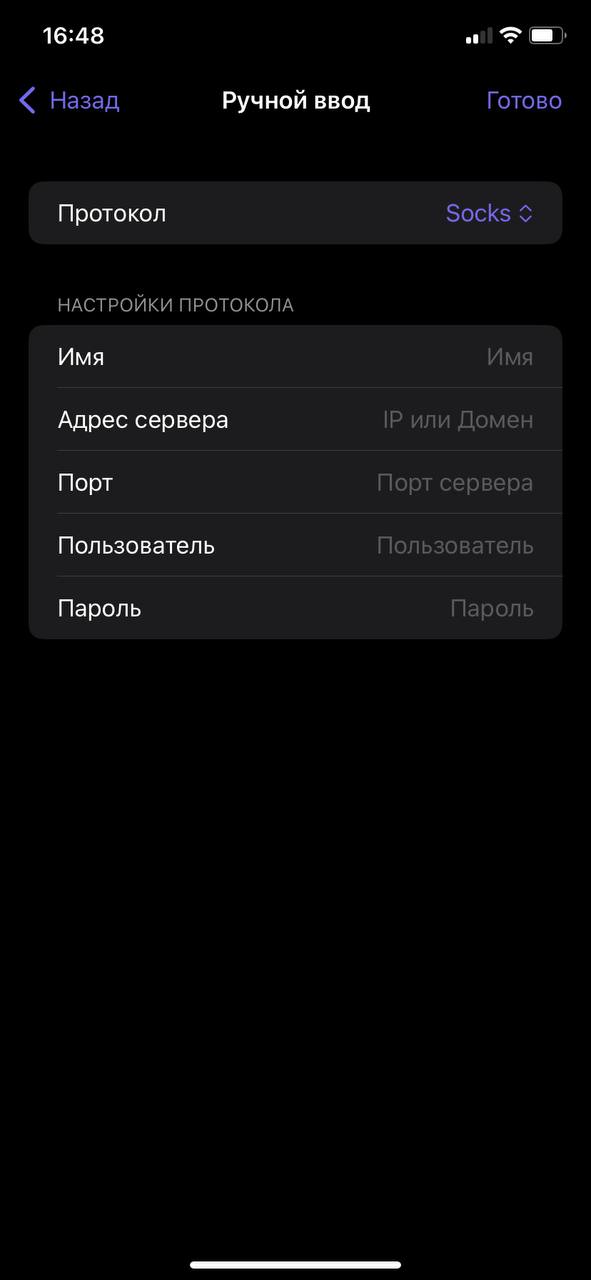 16:48
Назад Ручной ввод Готово
Протокол Socks
НАСТРОЙКИ ПРОТОКОЛА
Имя Имя
Адрес сервера IP или Домен
Порт Порт сервера
Пользователь Пользователь
Пароль Пароль